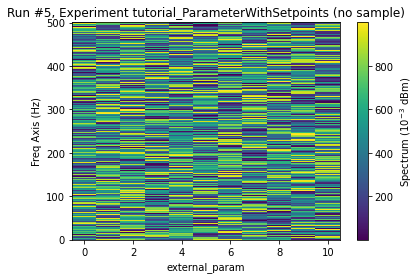 Run #5, Experiment tutorial_ParameterWithSetpoints (no sample)
500
400
300
200
100
0
Freq Axis (Hz)
0 2 4 6 8 10
external_param
800
600
400
200
Spectrum (10⁻³ dBm)